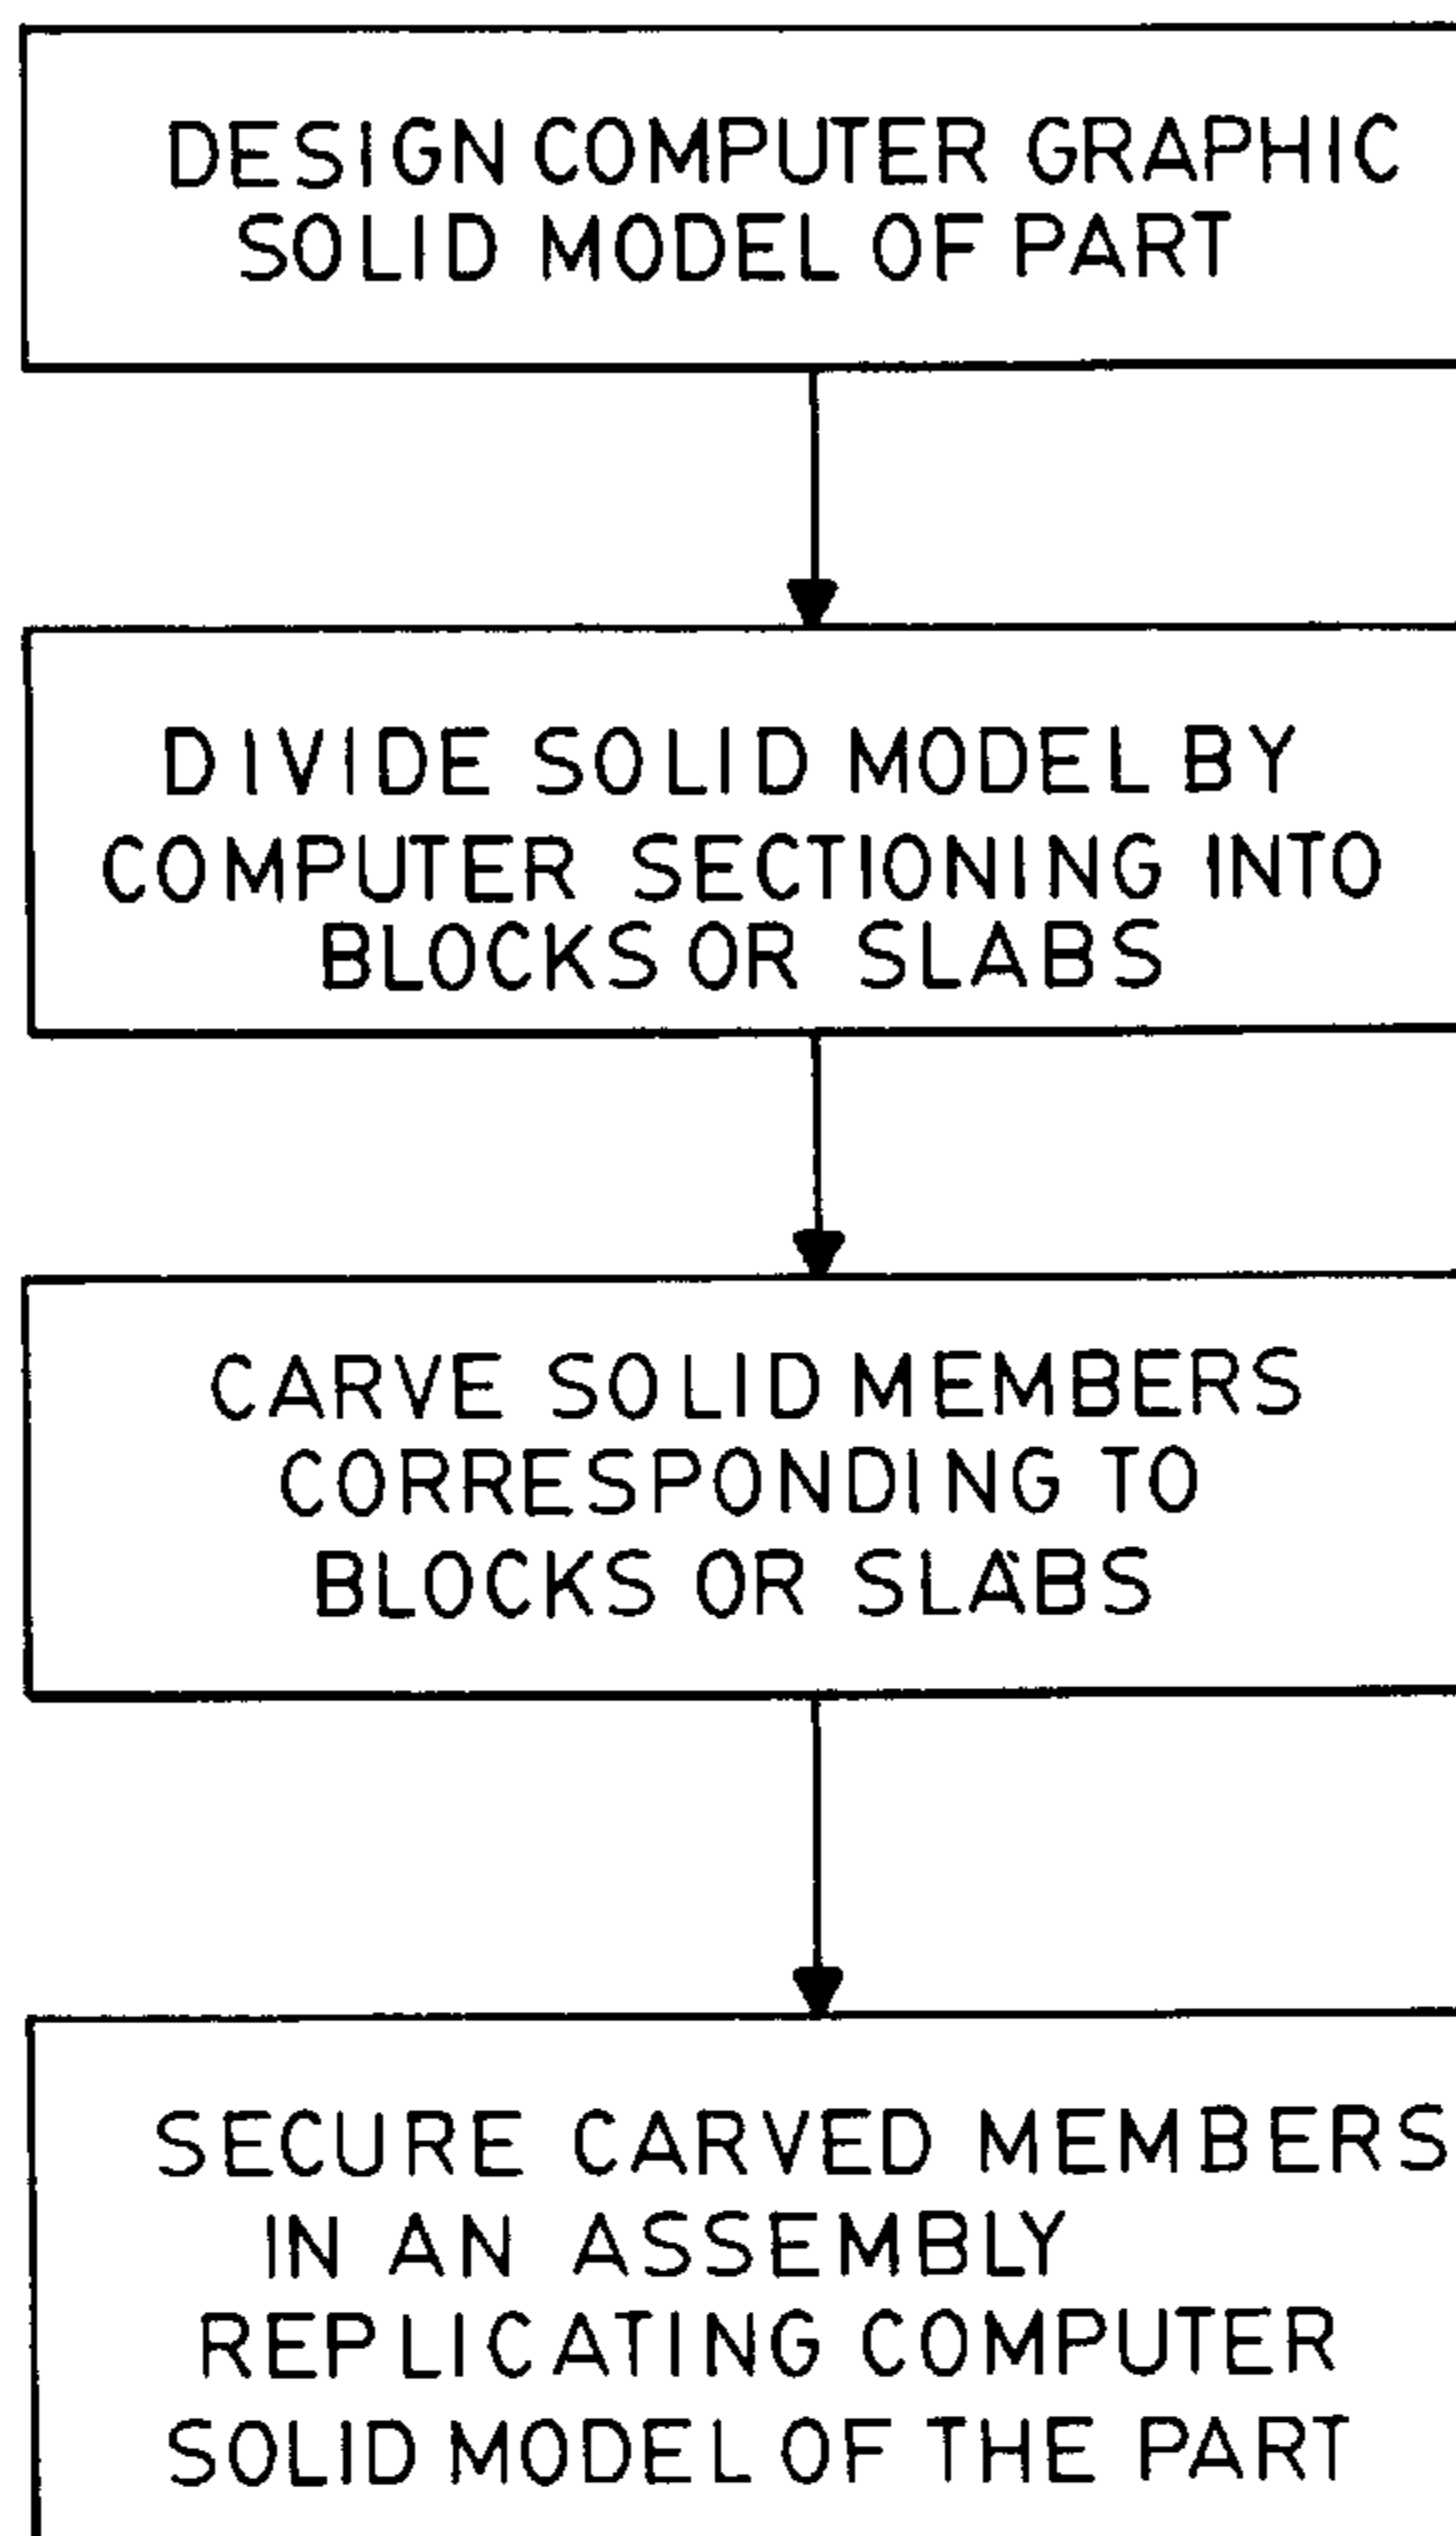 DESIGN COMPUTER GRAPHIC
SOLID MODEL OF PART
DIVIDE SOLID MODEL BY
COMPUTER SECTIONING INTO
BLOCKS OR SLABS
CARVE SOLID MEMBERS
CORRESPONDING TO
BLOCKS OR SLABS
SECURE CARVED MEMBERS
IN AN ASSEMBLY
REPLICATING COMPUTER
SOLID MODEL OF THE PART